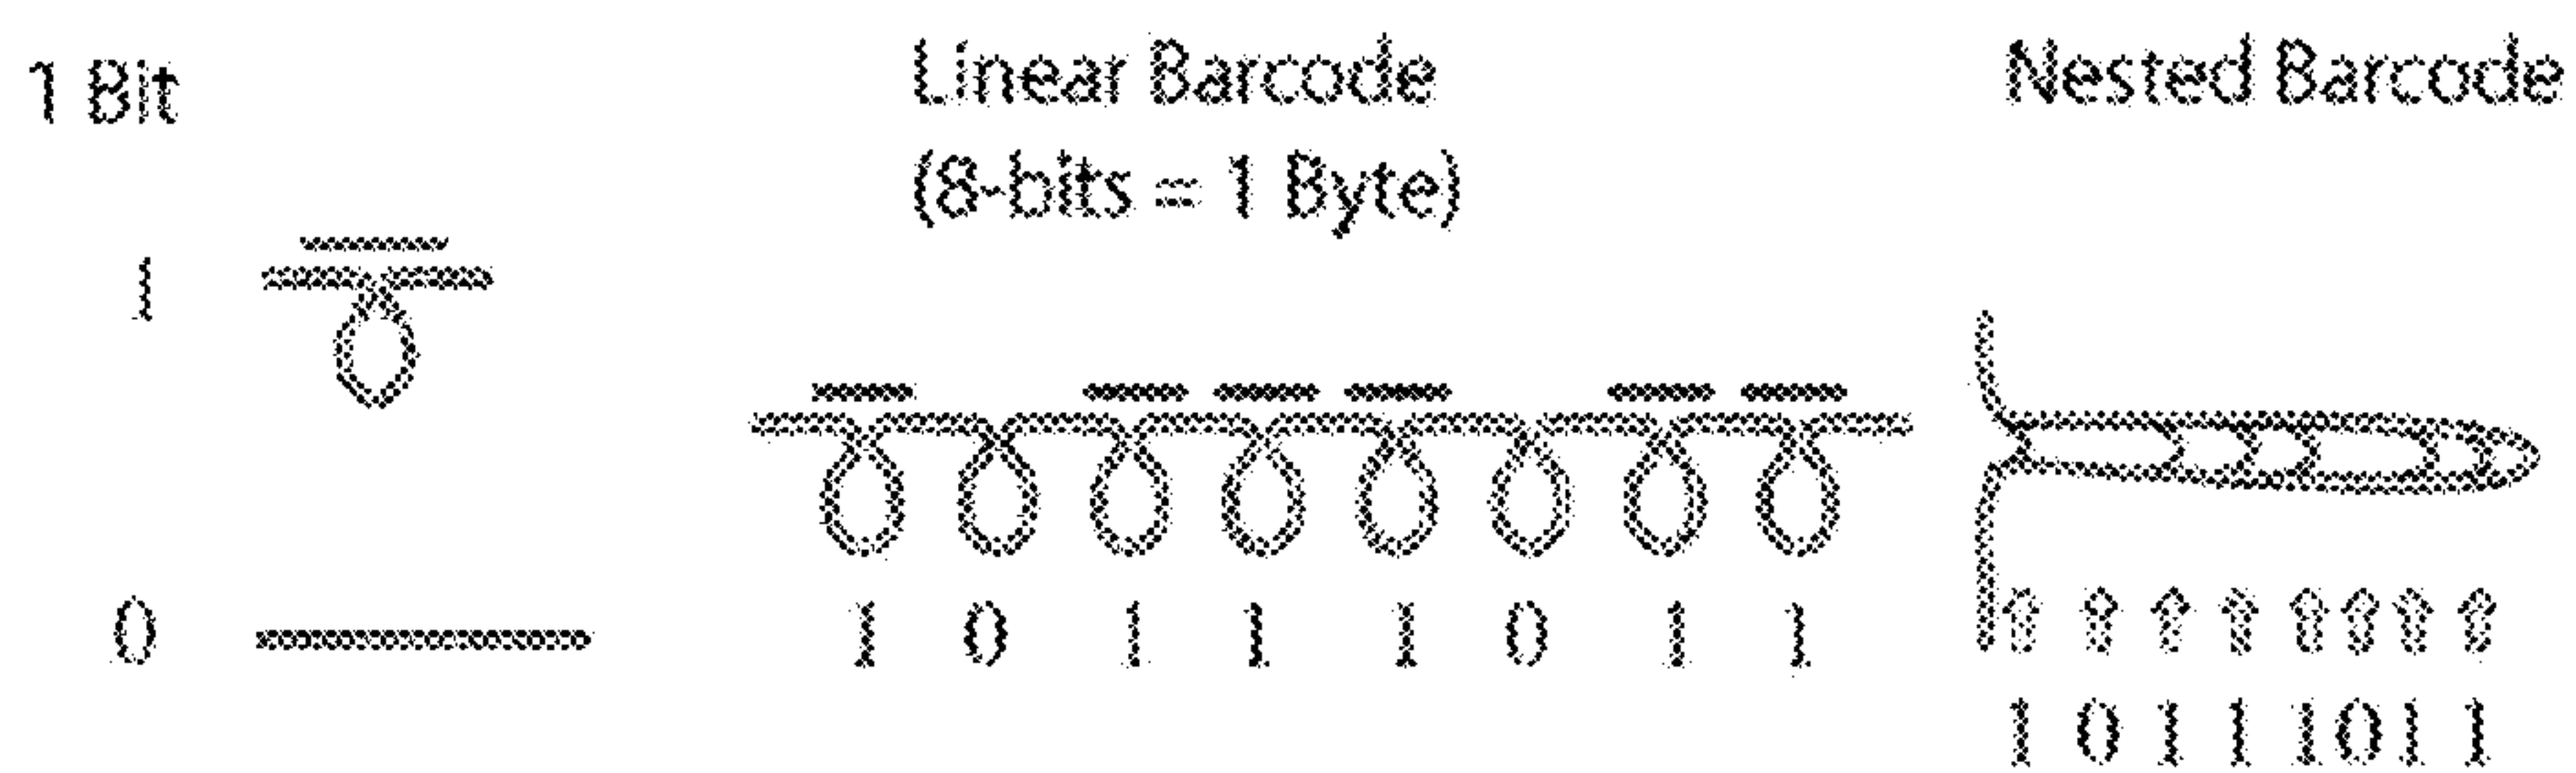 1 Bit
Linear Barcode
(8-bits = 1 Byte)
Nested Barcode
1
0
1 0 1 1 1 0 1 1
1 0 1 1 1 0 1 1